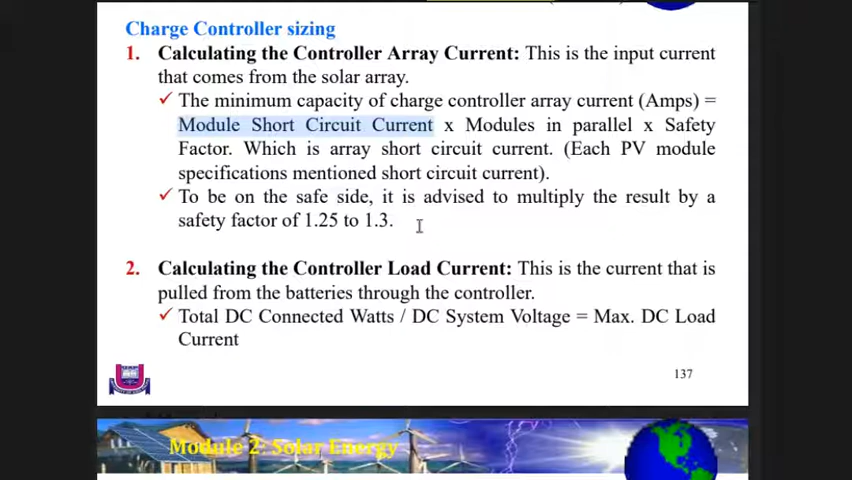 Charge Controller sizing
1. Calculating the Controller Array Current: This is the input current
that comes from the solar array.
✓ The minimum capacity of charge controller array current (Amps) =
Module Short Circuit Current x Modules in parallel x Safety
Factor. Which is array short circuit current. (Each PV module
specifications mentioned short circuit current).
✓ To be on the safe side, it is advised to multiply the result by a
safety factor of 1.25 to 1.3.
2. Calculating the Controller Load Current: This is the current that is
pulled from the batteries through the controller.
✓ Total DC Connected Watts / DC System Voltage = Max. DC Load
Current
137
Module 2: Solar Energy